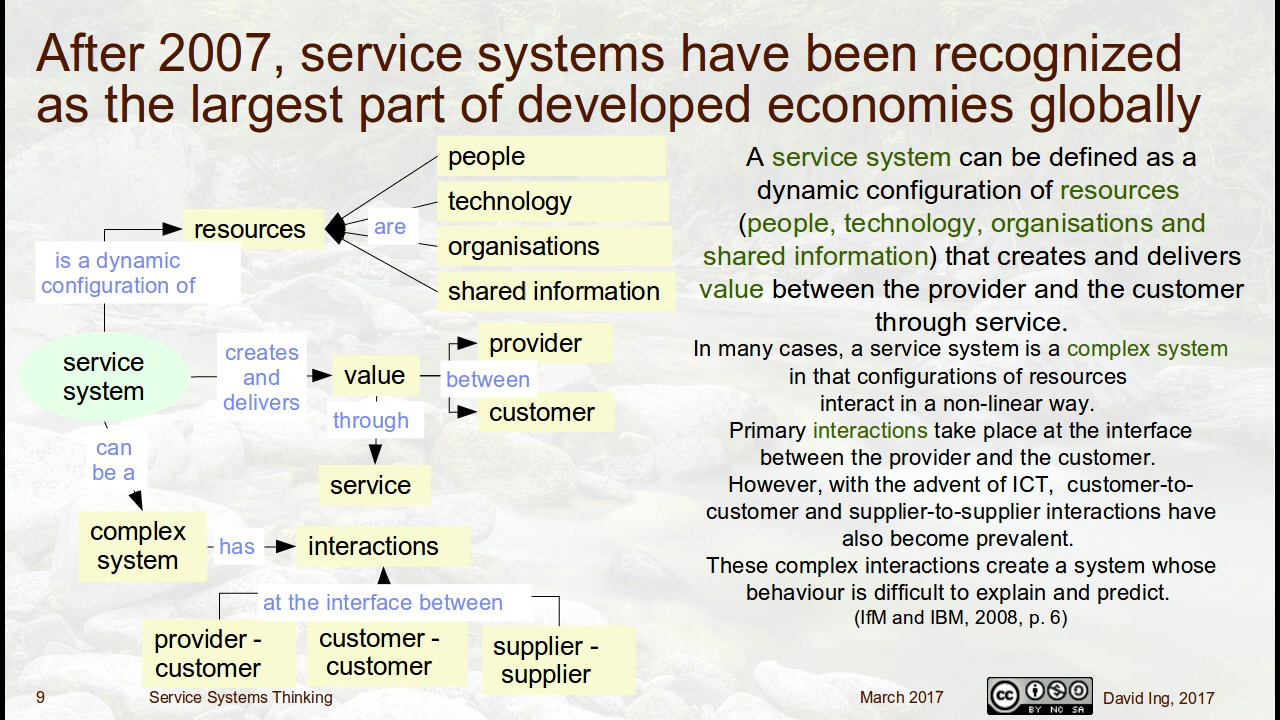 After 2007, service systems have been recognized
as the largest part of developed economies globally
people
technology
organisations
shared information
are
resources
is a dynamic
configuration of
service
system
creates
and
delivers
value
between
provider
customer
through
service
can
be a
complex
system
has
interactions
at the interface between
provider -
customer
customer -
customer
supplier -
supplier
A service system can be defined as a
dynamic configuration of resources
(people, technology, organisations and
shared information) that creates and delivers
value between the provider and the customer
through service.
In many cases, a service system is a complex system
in that configurations of resources
interact in a non-linear way.
Primary interactions take place at the interface
between the provider and the customer.
However, with the advent of ICT, customer-to-
customer and supplier-to-supplier interactions have
also become prevalent.
These complex interactions create a system whose
behaviour is difficult to explain and predict.
(IfM and IBM, 2008, p. 6)
9
Service Systems Thinking
March 2017
cc
BY NC SA
David Ing, 2017